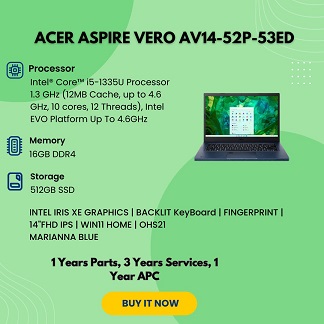 ACER ASPIRE VERO AV14-52P-53ED
Processor
Intel® Core™ i5-1335U Processor
1.3 GHz (12MB Cache, up to 4.6
GHz, 10 cores, 12 Threads), Intel
EVO Platform Up To 4.6GHz
Memory
16GB DDR4
Storage
512GB SSD
INTEL IRIS XE GRAPHICS | BACKLIT KeyBoard | FINGERPRINT |
14"FHD IPS | WIN11 HOME | OHS21
MARIANNA BLUE
1 Years Parts, 3 Years Services, 1
Year APC
BUY IT NOW